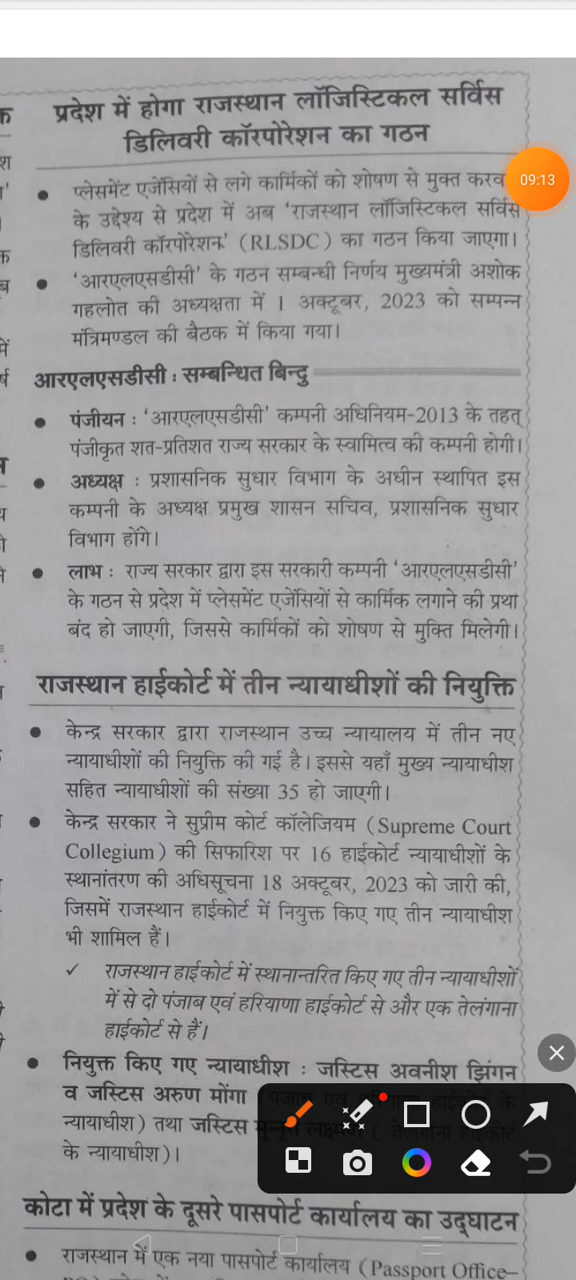 प्रदेश में होगा राजस्थान लॉजिस्टिकल सर्विस
डिलिवरी कॉरपोरेशन का गठन
09:13
प्लेसमेंट एजेंसियों से लगे कार्मिकों को शोषण से मुक्त
के उद्देश्य से प्रदेश में अब ‘राजस्थान लॉजिस्टिकल सर्विस
डिलिवरी कॉरपोरेशन’ (RLSDC) का गठन किया जाएगा।
‘आरएलएसडीसी’ के गठन सम्बन्धी निर्णय मुख्यमंत्री अशोक
गहलोत की अध्यक्षता में 1 अक्टूबर, 2023 को सम्पन्न
मंत्रिमण्डल की बैठक में किया गया।
आरएलएसडीसी : सम्बन्धित बिन्दु
पंजीयन : ‘आरएलएसडीसी’ कम्पनी अधिनियम-2013 के तहत्
पंजीकृत शत-प्रतिशत राज्य सरकार के स्वामित्व की कम्पनी होगी।
अध्यक्ष : प्रशासनिक सुधार विभाग के अधीन स्थापित इस
कम्पनी के अध्यक्ष प्रमुख शासन सचिव, प्रशासनिक सुधार
विभाग होंगे।
लाभ : राज्य सरकार द्वारा इस सरकारी कम्पनी ‘आरएलएसडीसी’
के गठन से प्रदेश में प्लेसमेंट एजेंसियों से कार्मिक लगाने की प्रथा
बंद हो जाएगी, जिससे कार्मिकों को शोषण से मुक्ति मिलेगी।
राजस्थान हाईकोर्ट में तीन न्यायाधीशों की नियुक्ति
केन्द्र सरकार द्वारा राजस्थान उच्च न्यायालय में तीन नए
न्यायाधीशों की नियुक्ति की गई है। इससे यहाँ मुख्य न्यायाधीश
सहित न्यायाधीशों की संख्या 35 हो जाएगी।
केन्द्र सरकार ने सुप्रीम कोर्ट कॉलेजियम (Supreme Court
Collegium) की सिफारिश पर 16 हाईकोर्ट न्यायाधीशों के
स्थानांतरण की अधिसूचना 18 अक्टूबर, 2023 को जारी की,
जिसमें राजस्थान हाईकोर्ट में नियुक्त किए गए तीन न्यायाधीश
भी शामिल हैं।
✓ राजस्थान हाईकोर्ट में स्थानान्तरित किए गए तीन न्यायाधीशों
में से दो पंजाब एवं हरियाणा हाईकोर्ट से और एक तेलंगाना
हाईकोर्ट से हैं।
नियुक्त किए गए न्यायाधीश : जस्टिस अवनीश झिंगन
व जस्टिस अरुण मोंगा
न्यायाधीश) तथा जस्टिस
के न्यायाधीश)।
कोटा में प्रदेश के दूसरे पासपोर्ट कार्यालय का उद्घाटन
राजस्थान में एक नया पासपोर्ट कार्यालय (Passport Office–